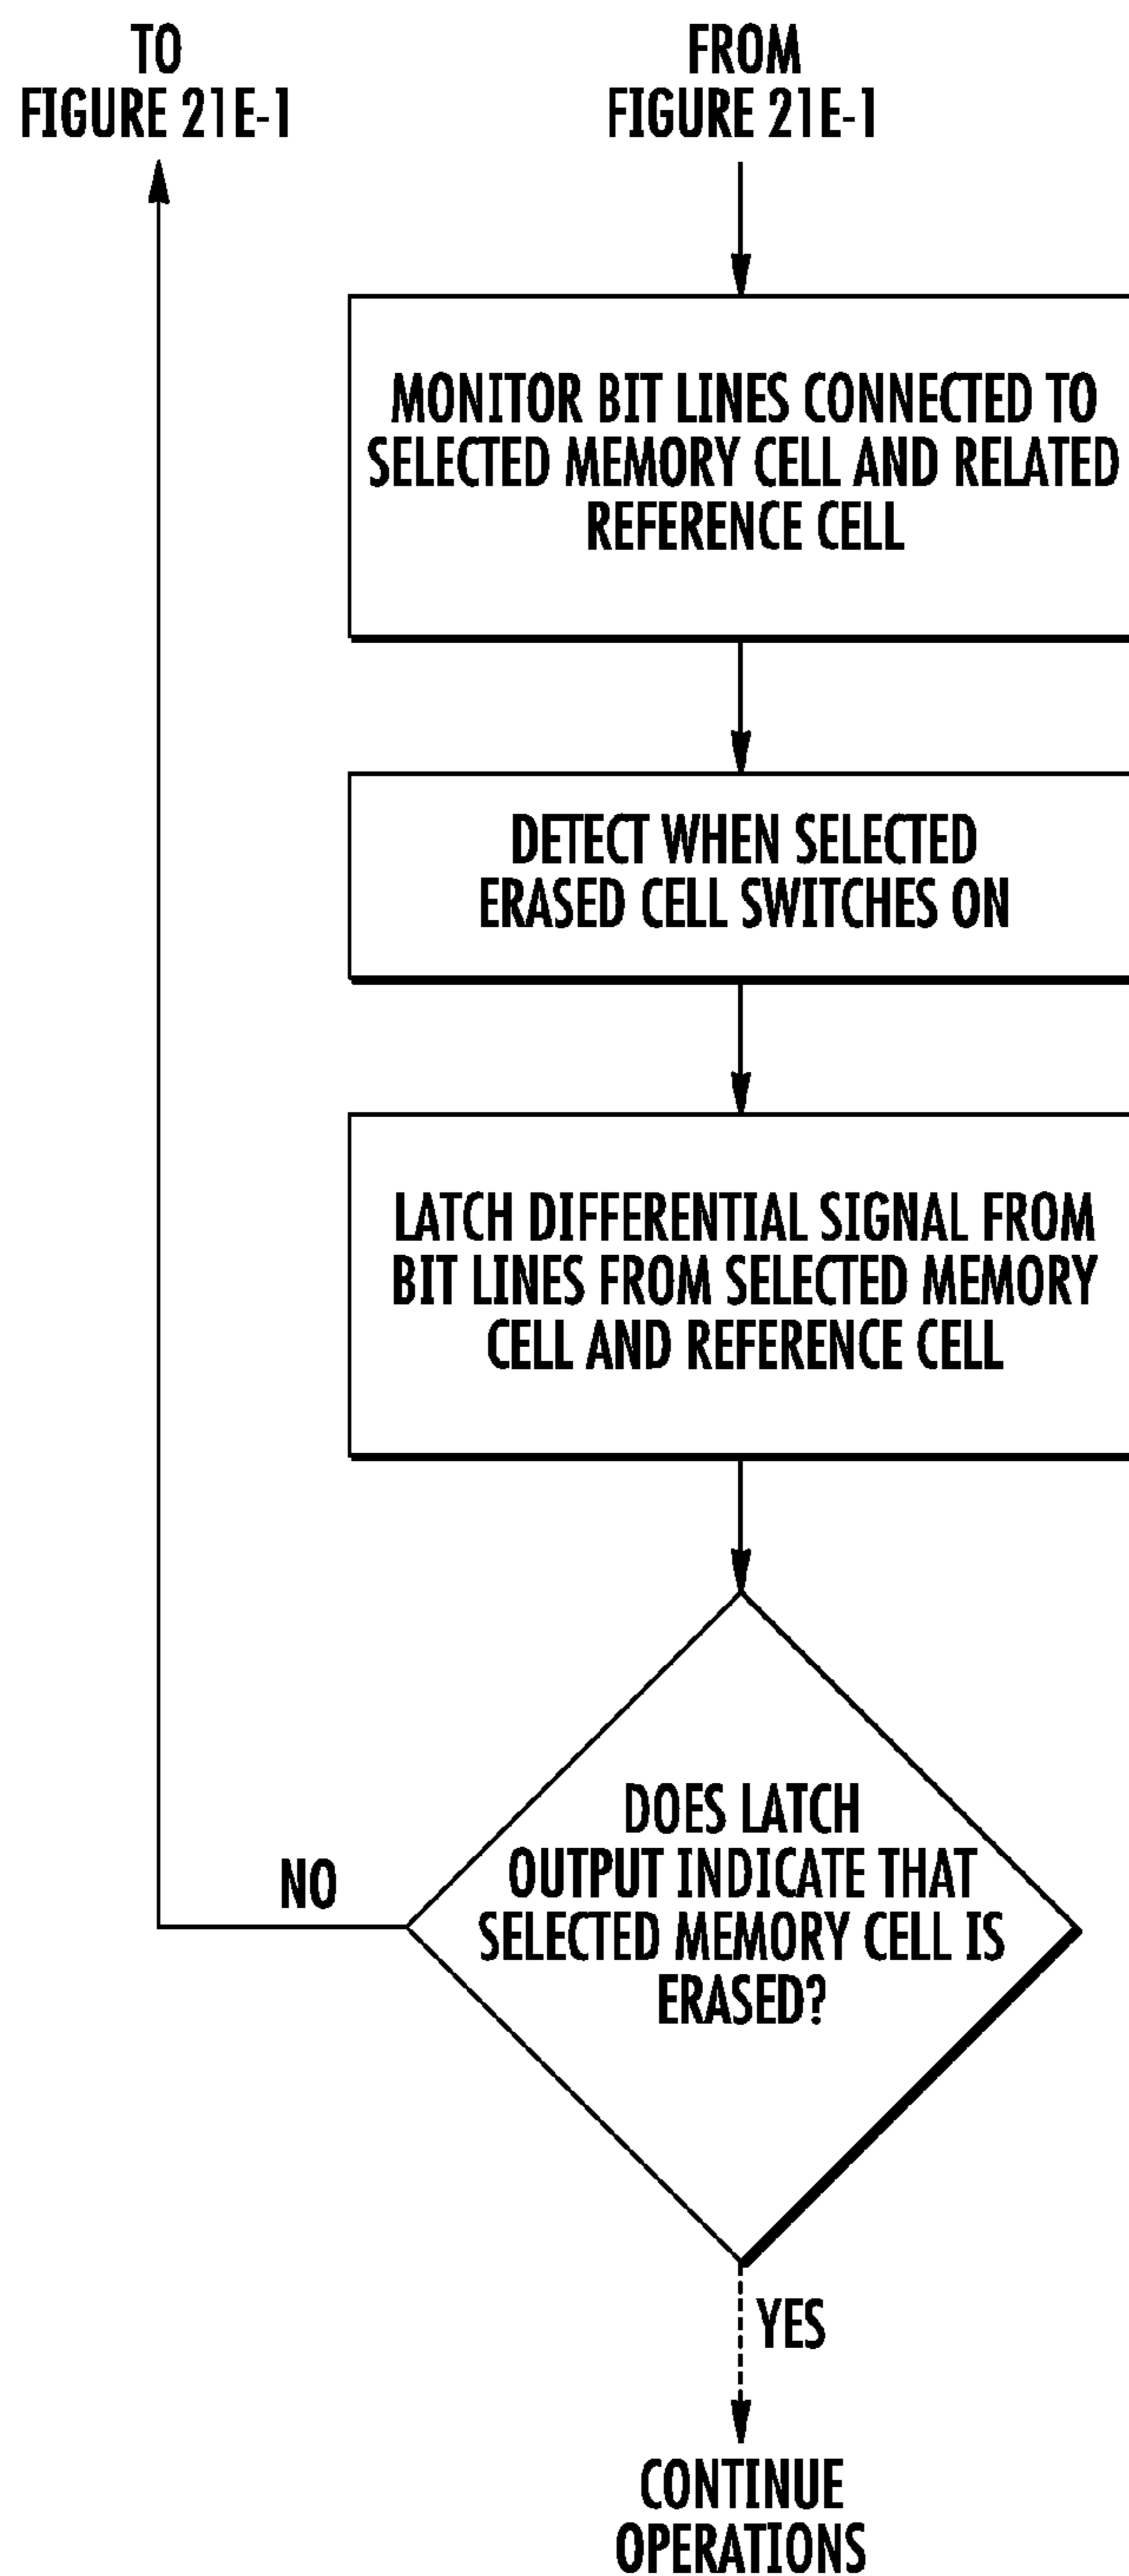 TO
FIGURE 21E-1
FROM
FIGURE 21E-1
MONITOR BIT LINES CONNECTED TO
SELECTED MEMORY CELL AND RELATED
REFERENCE CELL
DETECT WHEN SELECTED
ERASED CELL SWITCHES ON
LATCH DIFFERENTIAL SIGNAL FROM
BIT LINES FROM SELECTED MEMORY
CELL AND REFERENCE CELL
DOES LATCH
OUTPUT INDICATE THAT
SELECTED MEMORY CELL IS
ERASED?
NO
YES
CONTINUE
OPERATIONS